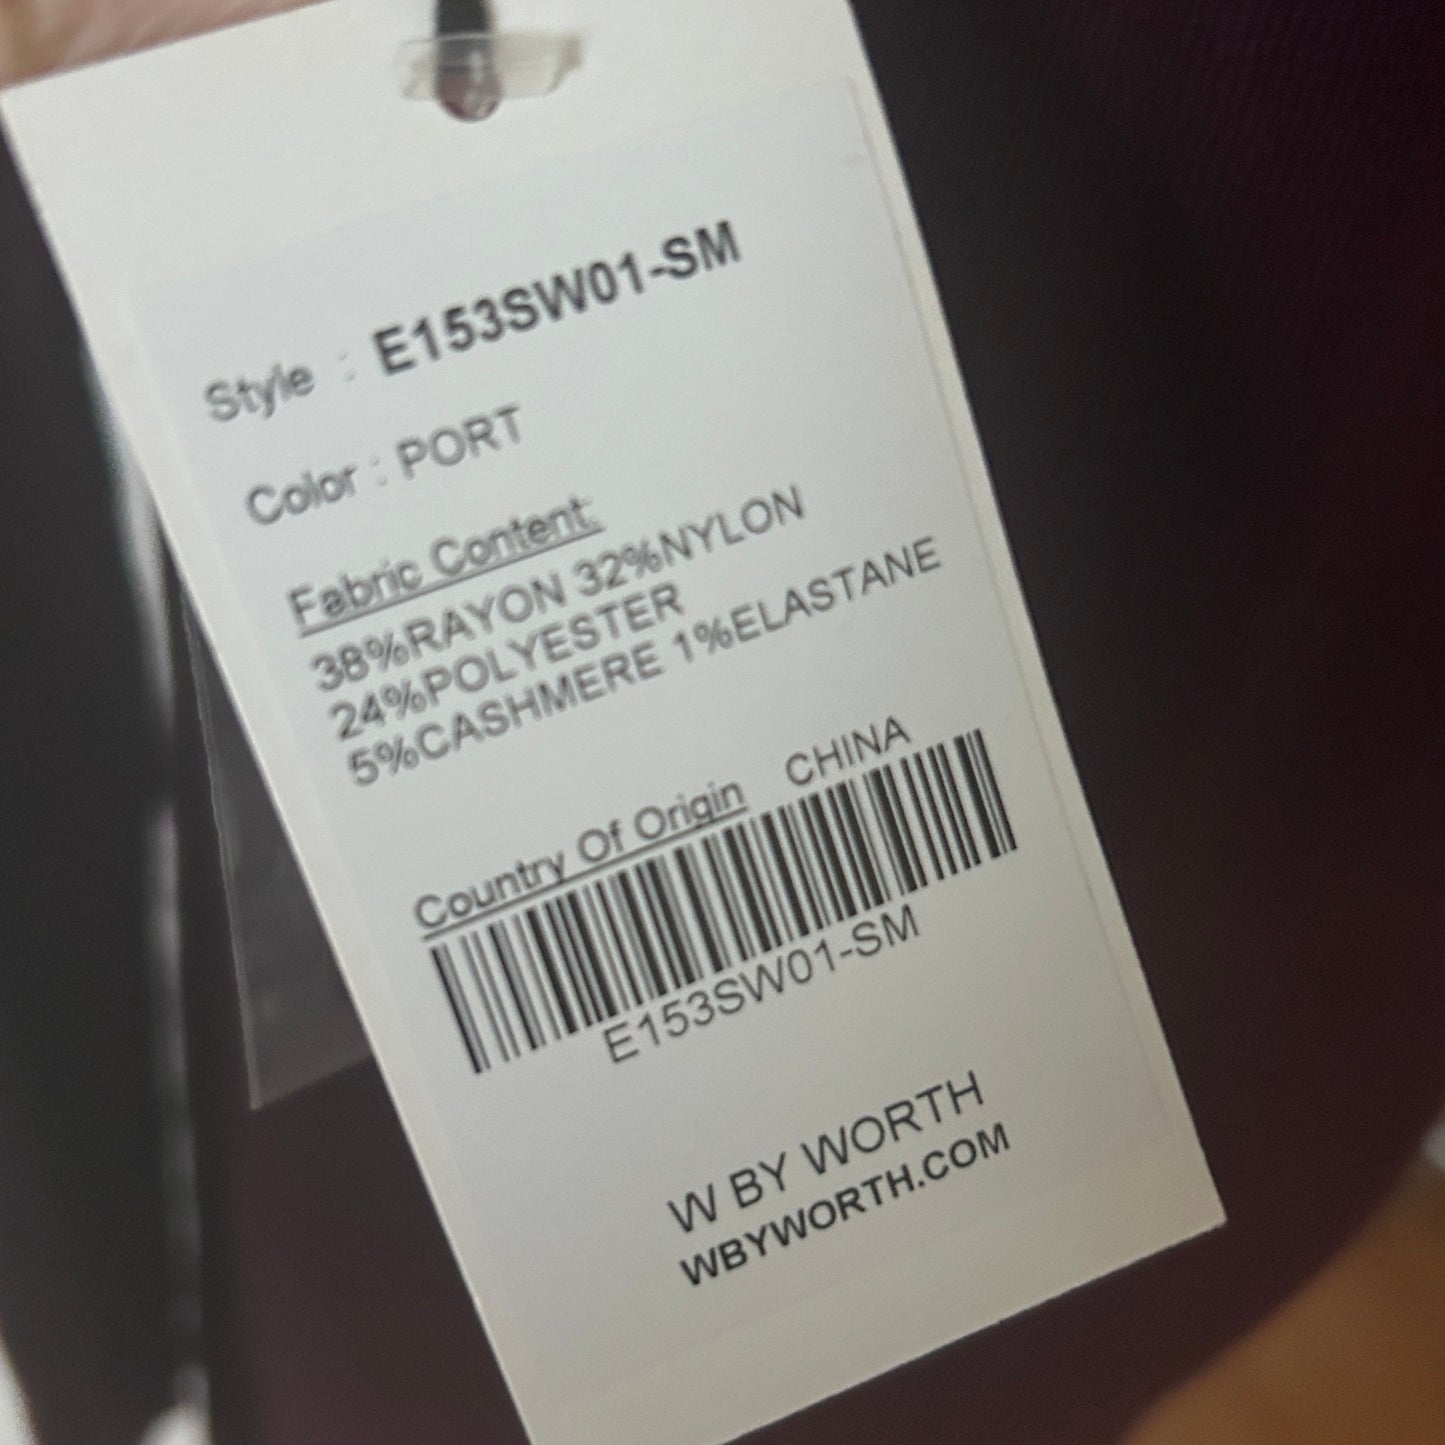 Style : E153SW01-SM
Color : PORT
Fabric Content:
38%RAYON 32%NYLON
24%POLYESTER
5%CASHMERE 1%ELASTANE
Country Of Origin CHINA
E153SW01-SM
W BY WORTH
WBYWORTH.COM